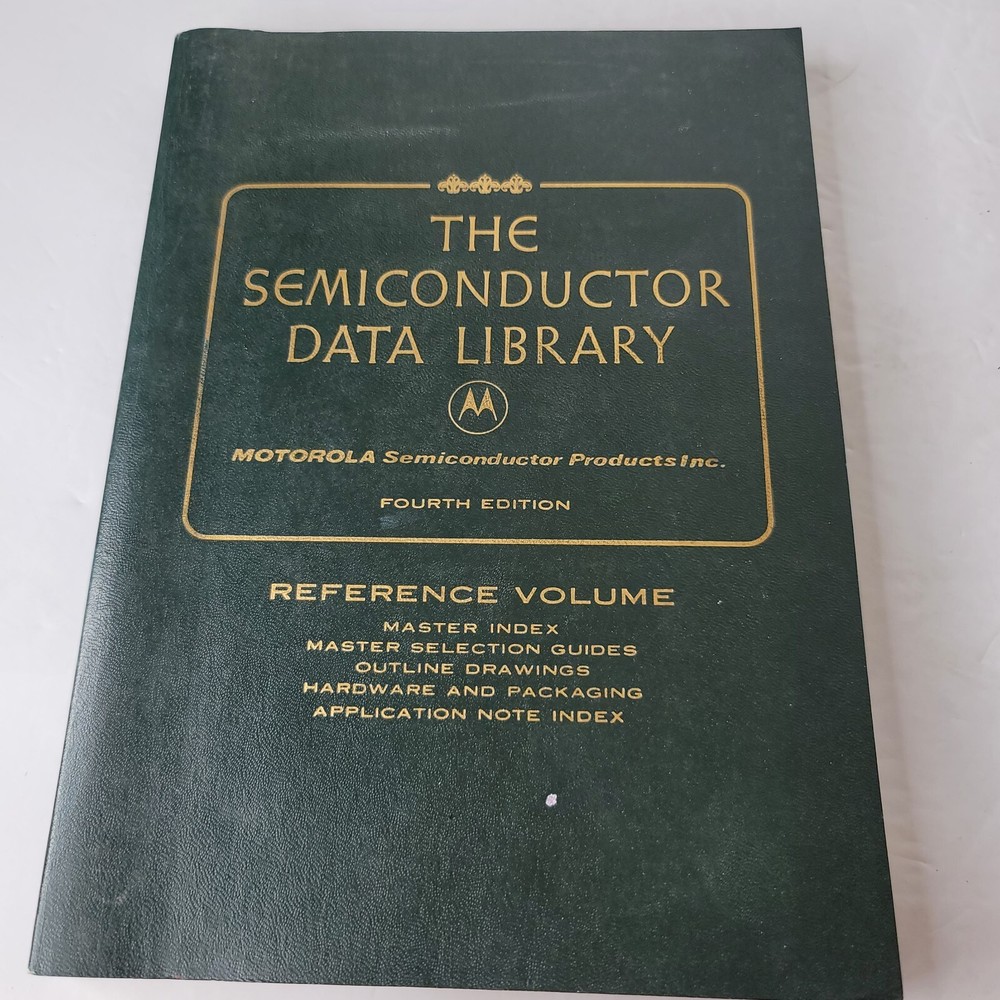 THE
SEMICONDUCTOR
DATA LIBRARY
MOTOROLA Semiconductor Products Inc.
FOURTH EDITION
REFERENCE VOLUME
MASTER INDEX
MASTER SELECTION GUIDES
OUTLINE DRAWINGS
HARDWARE AND PACKAGING
APPLICATION NOTE INDEX